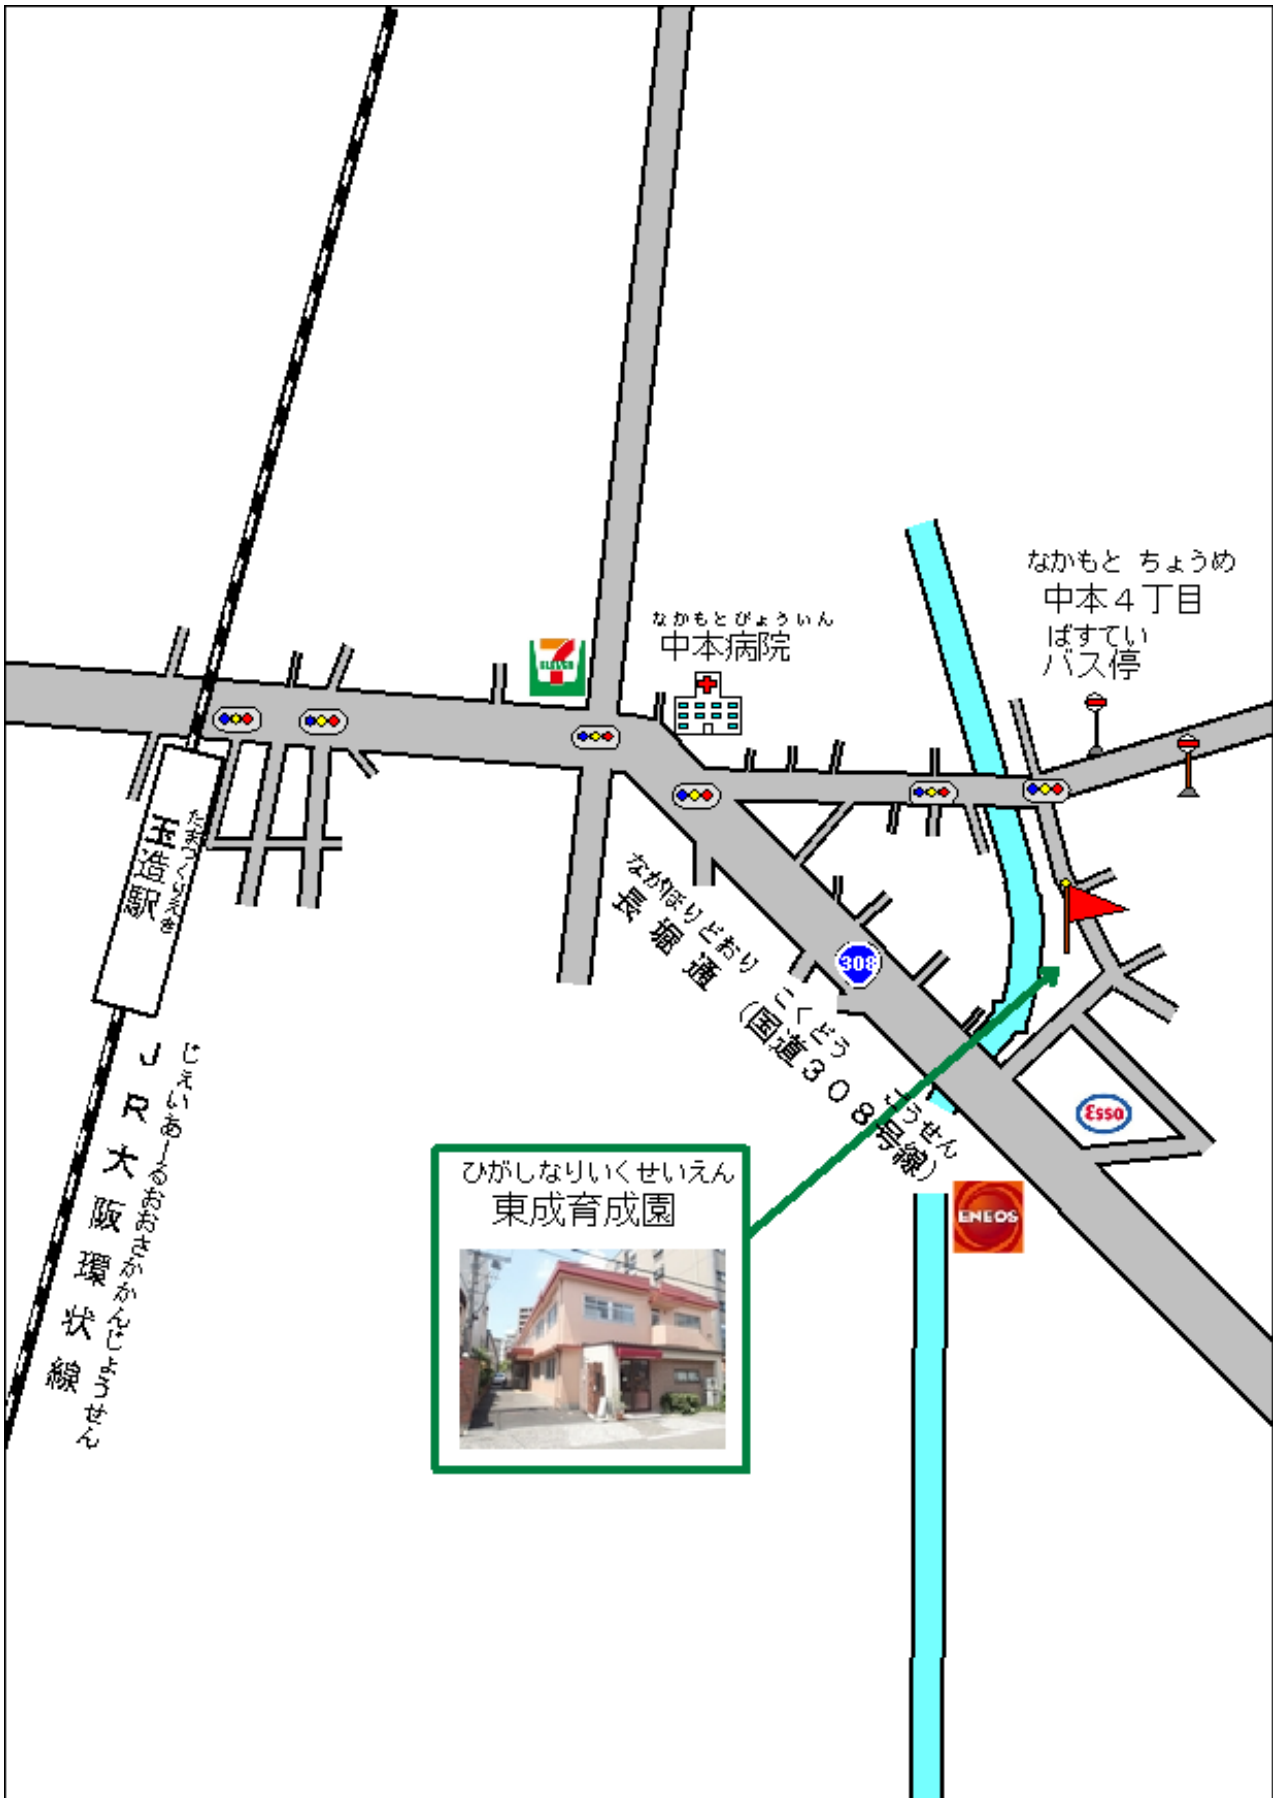 なかもと ちょうめ
中本４丁目
ばすてい
バス停
なかもとびょういん
中本病院
7
ELEVEN
たまつくりえき
玉造駅
ながほりどおり こくどう ごうせん
長堀通（国道３０８号線）
308
じぇいあーるおおさかかんじょうせん
ＪＲ大阪環状線
Esso
ENEOS
ひがしなりいくせいえん
東成育成園